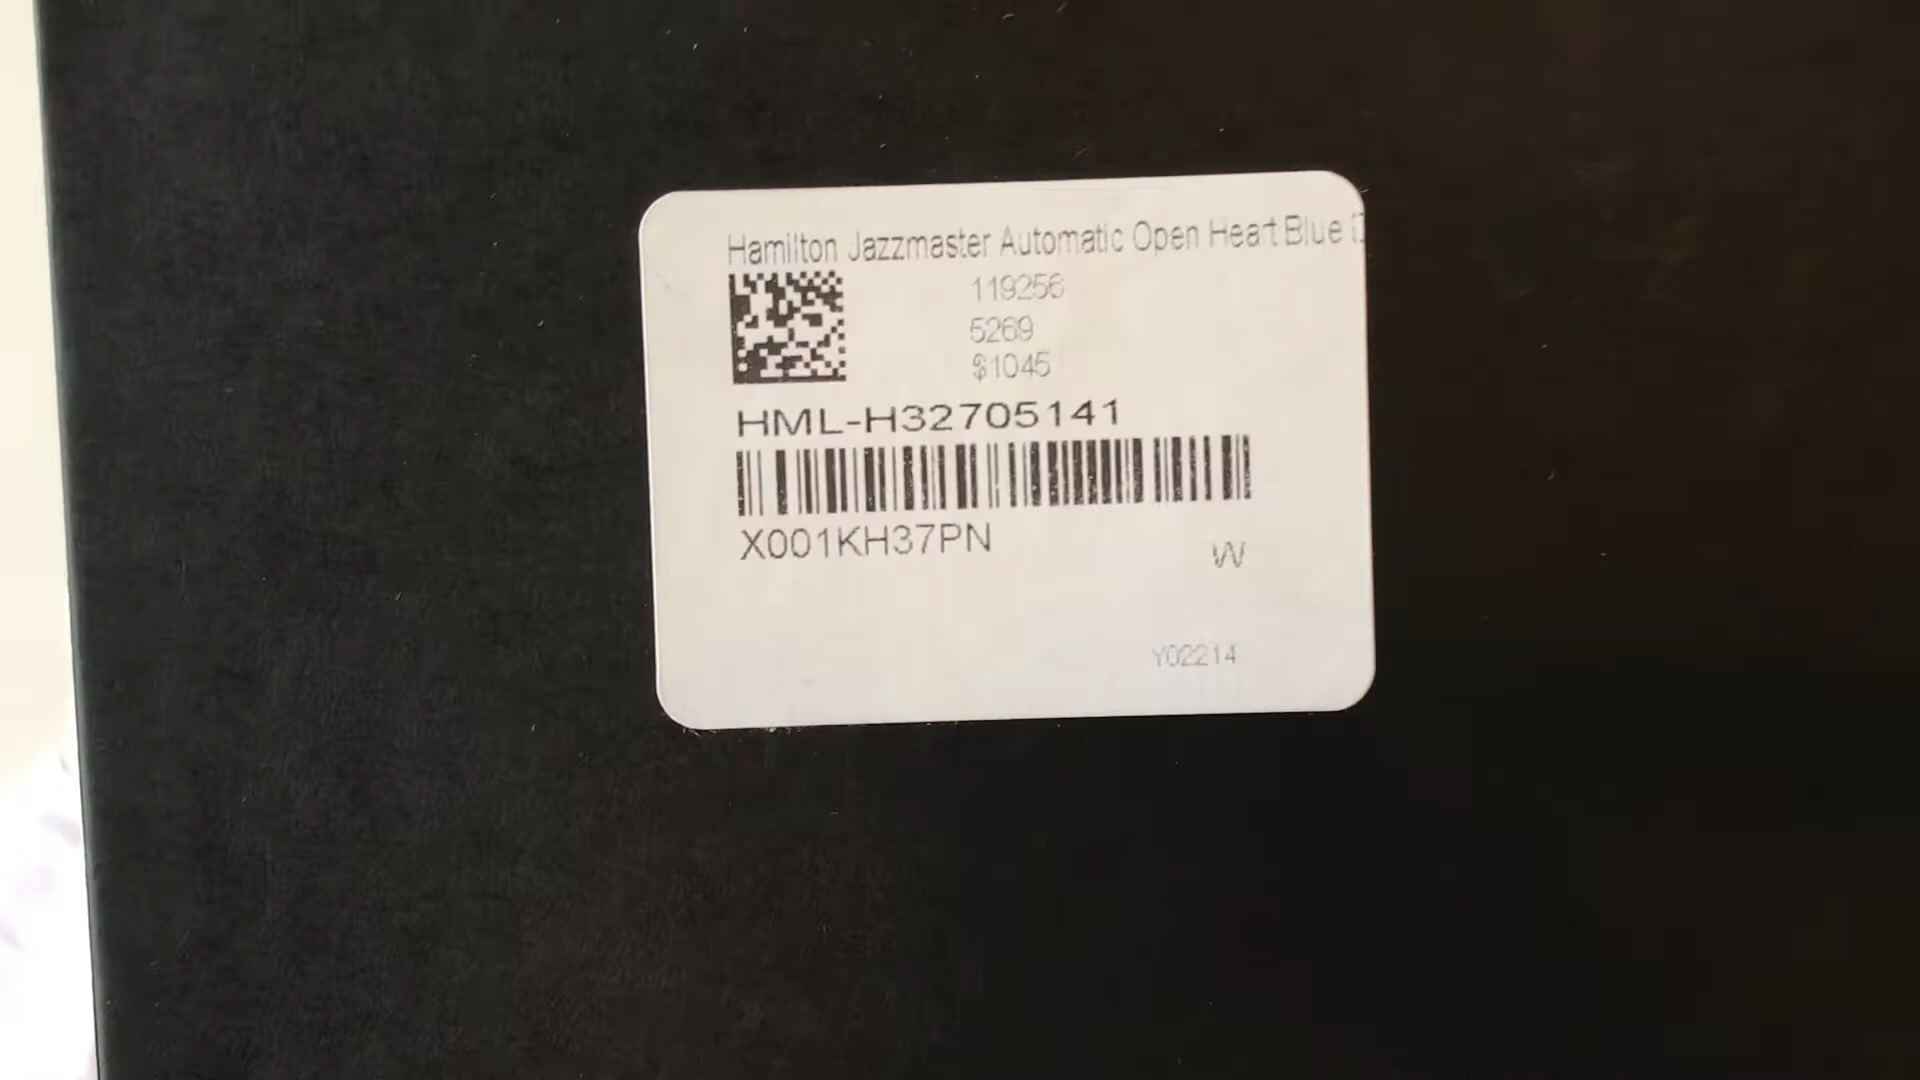 Hamilton Jazzmaster Automatic Open Heart Blue
119256
5269
$1045
HML-H32705141
X001KH37PN
W
Y02214